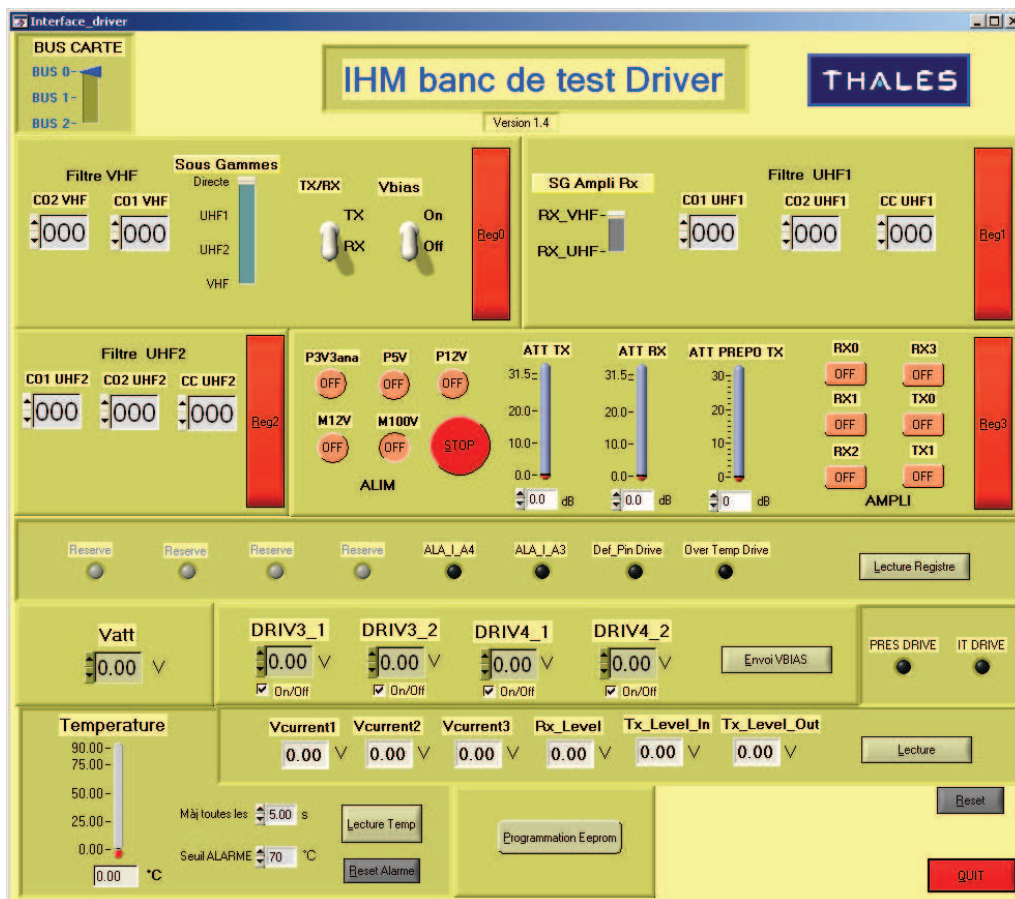 Interface_driver
BUS CARTE
BUS 0
BUS 1
BUS 2
IHM banc de test Driver
Version 1.4
THALES
Filtre VHF
CO2 VHF
CO1 VHF
000
000
Sous Gammes
Directe
UHF1
UHF2
VHF
TX/RX
TX
RX
Vbias
On
Off
Reg0
SG Ampli Rx
RX_VHF
RX_UHF
Filtre UHF1
CO1 UHF1
CO2 UHF1
CC UHF1
000
000
000
Reg1
Filtre UHF2
CO1 UHF2
CO2 UHF2
CC UHF2
000
000
000
Reg2
P3V3ana
P5V
P12V
OFF
OFF
OFF
M12V
M100V
OFF
OFF
STOP
ALIM
ATT TX
31.5
20.0
10.0
0.0
0.0 dB
ATT RX
31.5
20.0
10.0
0.0
0.0 dB
ATT PREPO TX
30
20
10
0
0 dB
RX0
RX3
OFF
OFF
RX1
TX0
OFF
OFF
RX2
TX1
OFF
OFF
AMPLI
Reg3
Reserve
Reserve
Reserve
Reserve
ALA_I_A4
ALA_I_A3
Def_Pin Drive
Over Temp Drive
Lecture Registre
Vatt
0.00 V
DRIV3_1
DRIV3_2
DRIV4_1
DRIV4_2
0.00 V
0.00 V
0.00 V
0.00 V
On/Off
On/Off
On/Off
On/Off
Envoi VBIAS
PRES DRIVE
IT DRIVE
Temperature
90.00
75.00
50.00
25.00
0.00
0.00 °C
Vcurrent1
Vcurrent2
Vcurrent3
Rx_Level
Tx_Level_In
Tx_Level_Out
0.00 V
0.00 V
0.00 V
0.00 V
0.00 V
0.00 V
Lecture
Màj toutes les 5.00 s
Seuil ALARME 70 °C
Lecture Temp
Reset Alarme
Programmation Eeprom
Reset
QUIT